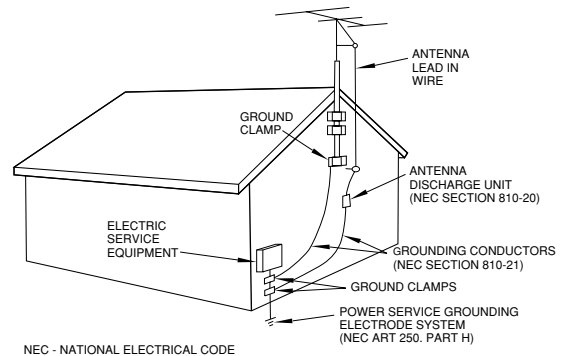 ANTENNA
LEAD IN
WIRE
GROUND
CLAMP
ANTENNA
DISCHARGE UNIT
(NEC SECTION 810-20)
ELECTRIC
SERVICE
EQUIPMENT
GROUNDING CONDUCTORS
(NEC SECTION 810-21)
GROUND CLAMPS
POWER SERVICE GROUNDING
ELECTRODE SYSTEM
(NEC ART 250. PART H)
NEC - NATIONAL ELECTRICAL CODE